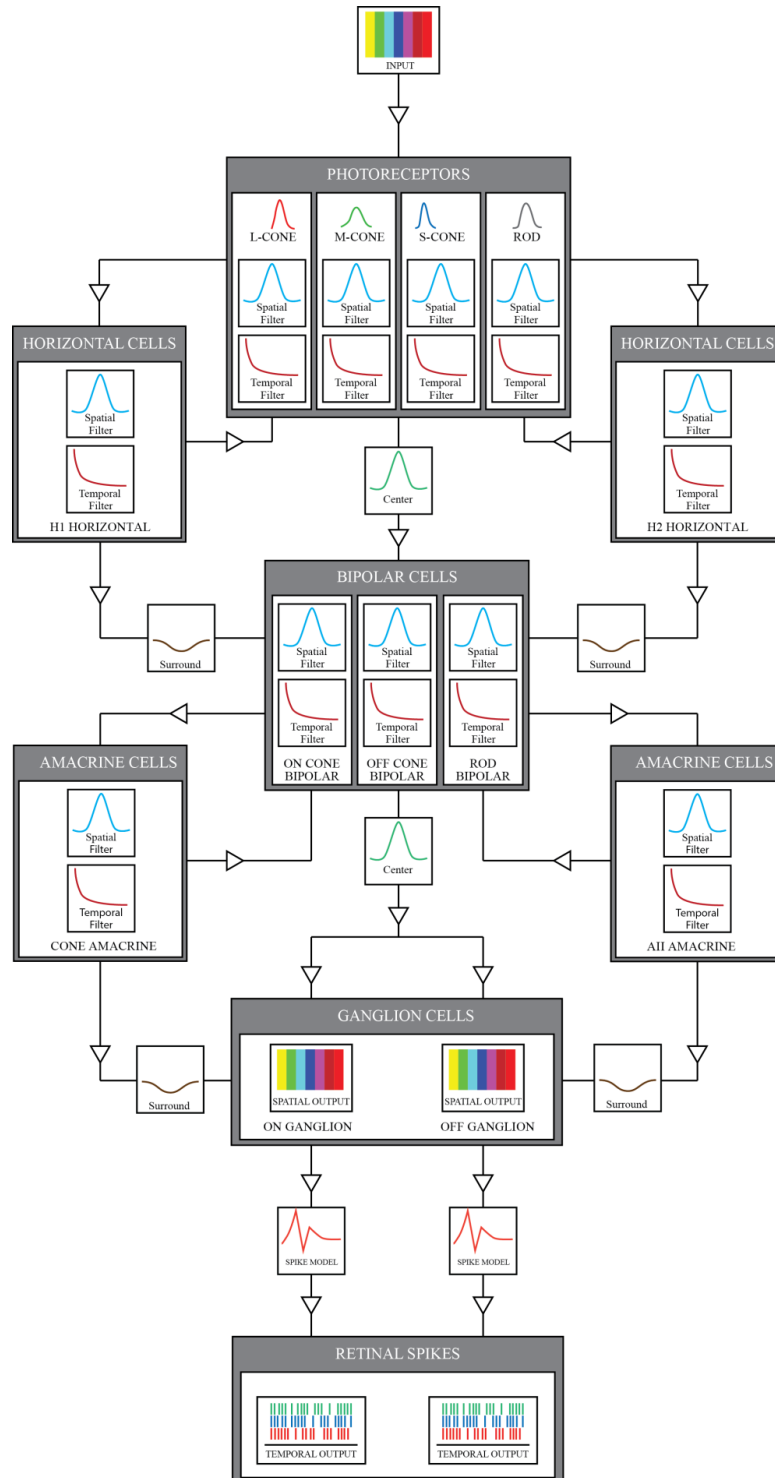 INPUT
PHOTORECEPTORS
L-CONE
M-CONE
S-CONE
ROD
Spatial
Filter
Spatial
Filter
Spatial
Filter
Spatial
Filter
Temporal
Filter
Temporal
Filter
Temporal
Filter
Temporal
Filter
HORIZONTAL CELLS
Spatial
Filter
Temporal
Filter
H1 HORIZONTAL
HORIZONTAL CELLS
Spatial
Filter
Temporal
Filter
H2 HORIZONTAL
Center
Surround
Surround
BIPOLAR CELLS
Spatial
Filter
Spatial
Filter
Spatial
Filter
Temporal
Filter
Temporal
Filter
Temporal
Filter
ON CONE
BIPOLAR
OFF CONE
BIPOLAR
ROD
BIPOLAR
AMACRINE CELLS
Spatial
Filter
Temporal
Filter
CONE AMACRINE
AMACRINE CELLS
Spatial
Filter
Temporal
Filter
AII AMACRINE
Center
Surround
Surround
GANGLION CELLS
SPATIAL OUTPUT
SPATIAL OUTPUT
ON GANGLION
OFF GANGLION
SPIKE MODEL
SPIKE MODEL
RETINAL SPIKES
TEMPORAL OUTPUT
TEMPORAL OUTPUT